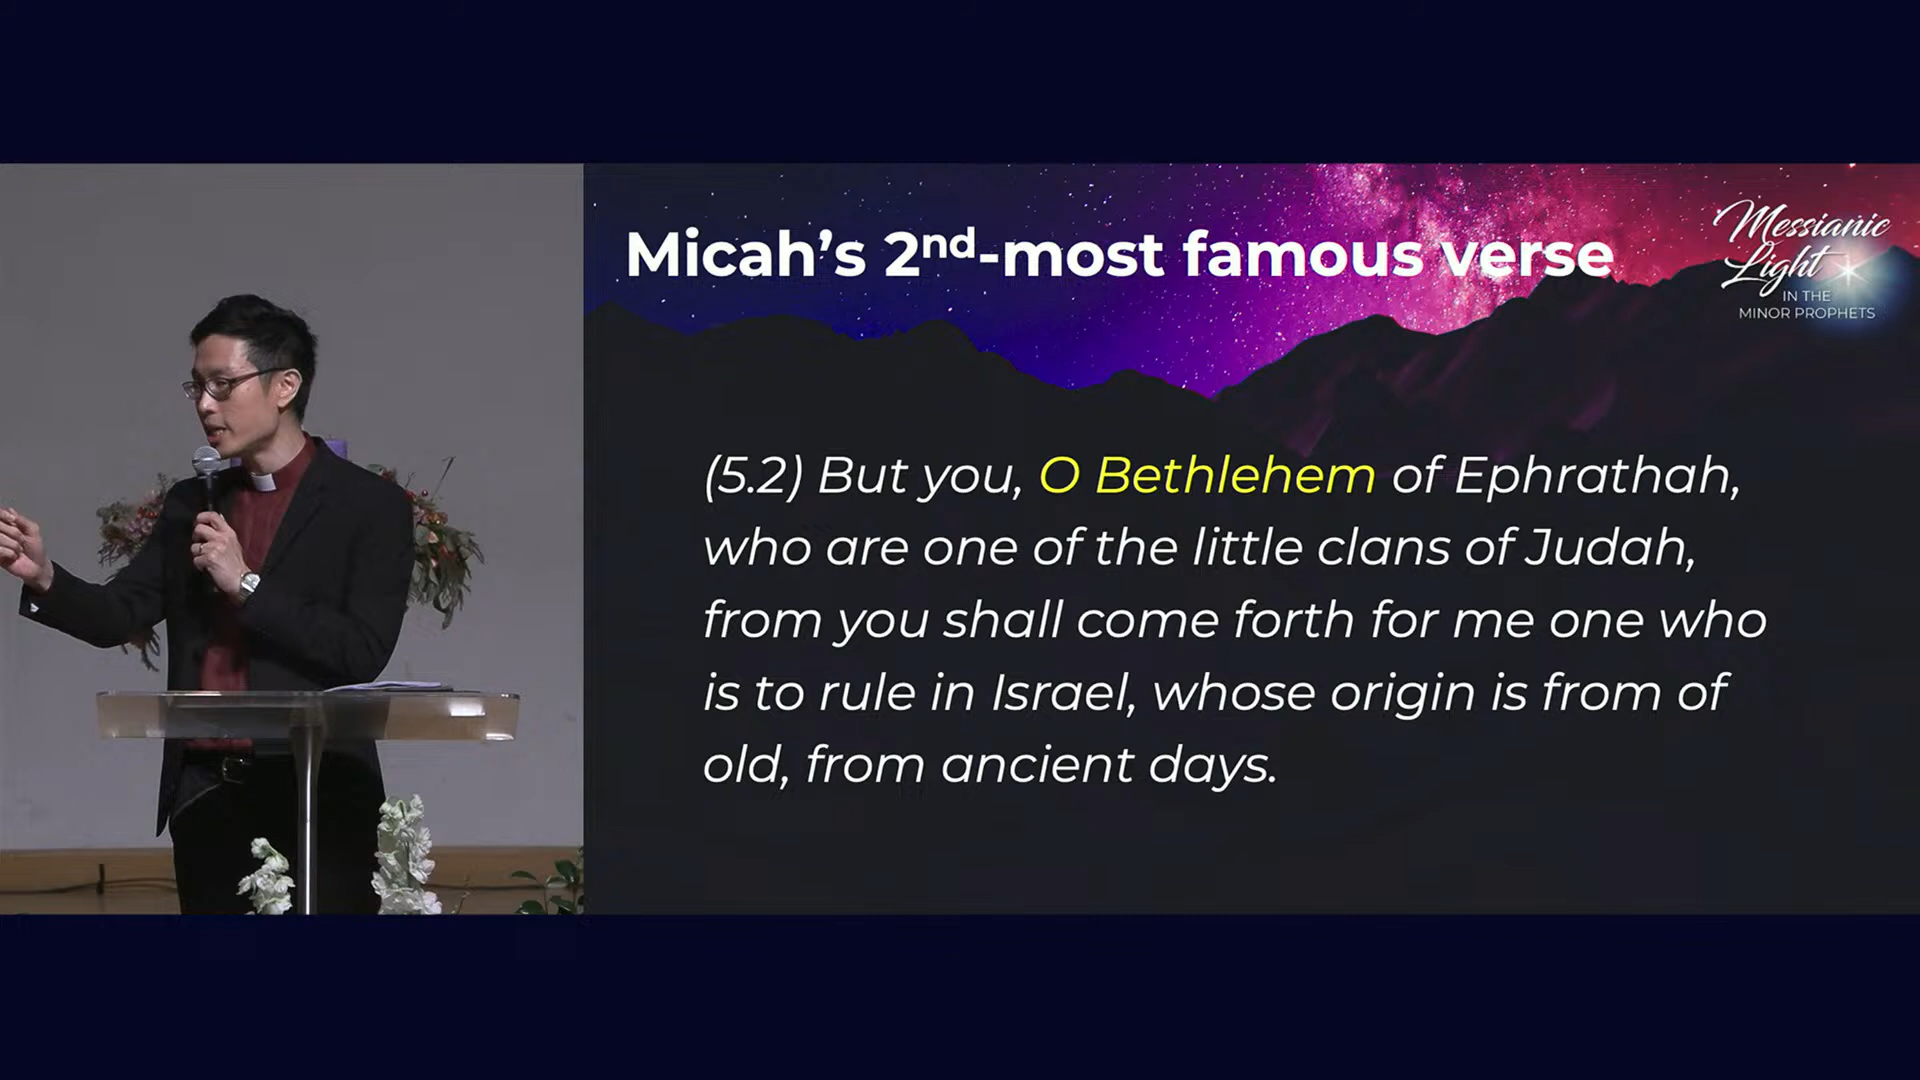 Micah’s 2nd-most famous verse
Messianic
Light
IN THE
MINOR PROPHETS
(5.2) But you, O Bethlehem of Ephrathah,
who are one of the little clans of Judah,
from you shall come forth for me one who
is to rule in Israel, whose origin is from of
old, from ancient days.